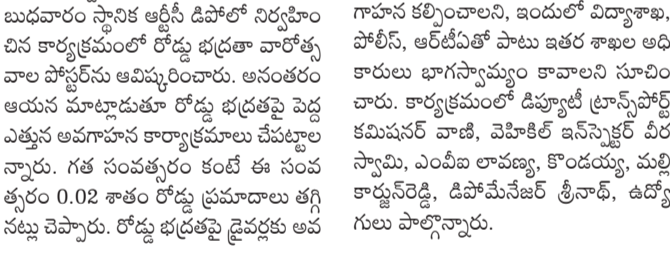 బుధవారం స్థానిక ఆర్టీసీ డిపోలో నిర్వహిం
చిన కార్యక్రమంలో రోడ్డు భద్రతా వారోత్స
వాల పోస్టర్‌ను ఆవిష్కరించారు. అనంతరం
ఆయన మాట్లాడుతూ రోడ్డు భద్రతపై పెద్ద
ఎత్తున అవగాహన కార్యాక్రమాలు చేపట్టాల
న్నారు. గత సంవత్సరం కంటే ఈ సంవ
త్సరం 0.02 శాతం రోడ్డు ప్రమాదాలు తగ్గి
నట్లు చెప్పారు. రోడ్డు భద్రతపై డ్రైవర్లకు అవ
గాహన కల్పించాలని, ఇందులో విద్యాశాఖ,
పోలీస్, ఆర్‌టీఏతో పాటు ఇతర శాఖల అధి
కారులు భాగస్వామ్యం కావాలని సూచిం
చారు. కార్యక్రమంలో డిప్యూటీ ట్రాన్స్‌పోర్ట్
కమిషనర్ వాణి, వెహికిల్ ఇన్‌స్పెక్టర్ వీర
స్వామి, ఎంవీఐ లావణ్య, కొండయ్య, మల్లి
కార్జున్‌రెడ్డి, డిపోమేనేజర్ శ్రీనాథ్, ఉద్యో
గులు పాల్గొన్నారు.